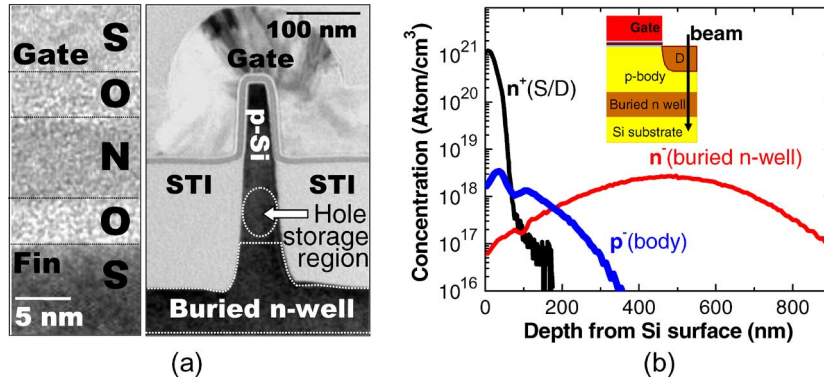 Gate S
O
N
O
Fin S
5 nm
100 nm
Gate
p-Si
STI STI
Hole
storage
region
Buried n-well
(a)
(b)
Concentration (Atom/cm³)
10²¹
10²⁰
10¹⁹
10¹⁸
10¹⁷
10¹⁶
0 200 400 600 800
Depth from Si surface (nm)
n⁺(S/D)
n⁻(buried n-well)
p⁻(body)
Gate
beam
D
p-body
Buried n well
Si substrate